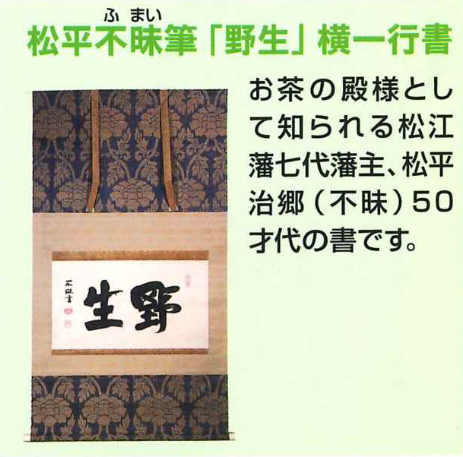 ふまい
松平不昧筆「野生」横一行書
お茶の殿様とし
て知られる松江
藩七代藩主、松平
治郷（不昧）50
才代の書です。
野生
不昧書